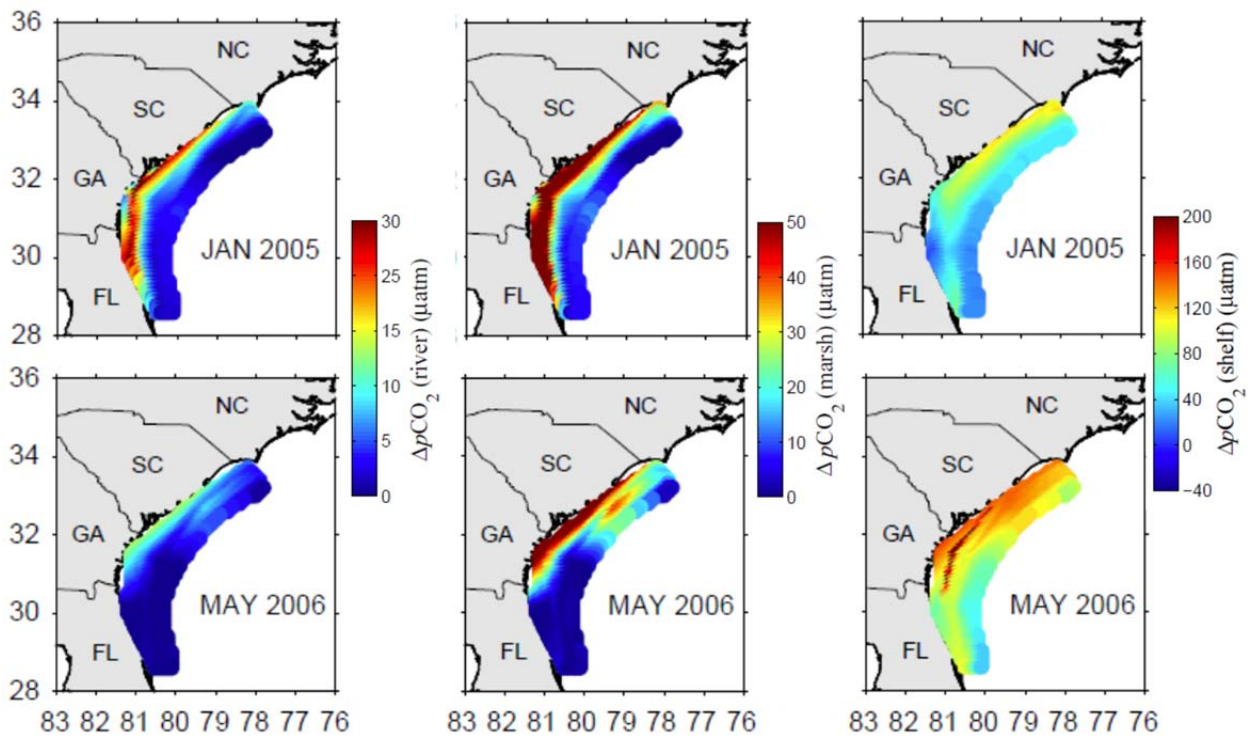 36
34
32
30
28
NC
SC
GA
FL
JAN 2005
30
25
20
15
10
5
0
ΔpCO2 (river) (µatm)
NC
SC
GA
FL
JAN 2005
50
40
30
20
10
0
ΔpCO2 (marsh) (µatm)
NC
SC
GA
FL
JAN 2005
200
160
120
80
40
0
−40
ΔpCO2 (shelf) (µatm)
36
34
32
30
28
NC
SC
GA
FL
MAY 2006
83 82 81 80 79 78 77 76
NC
SC
GA
FL
MAY 2006
83 82 81 80 79 78 77 76
NC
SC
GA
FL
MAY 2006
83 82 81 80 79 78 77 76